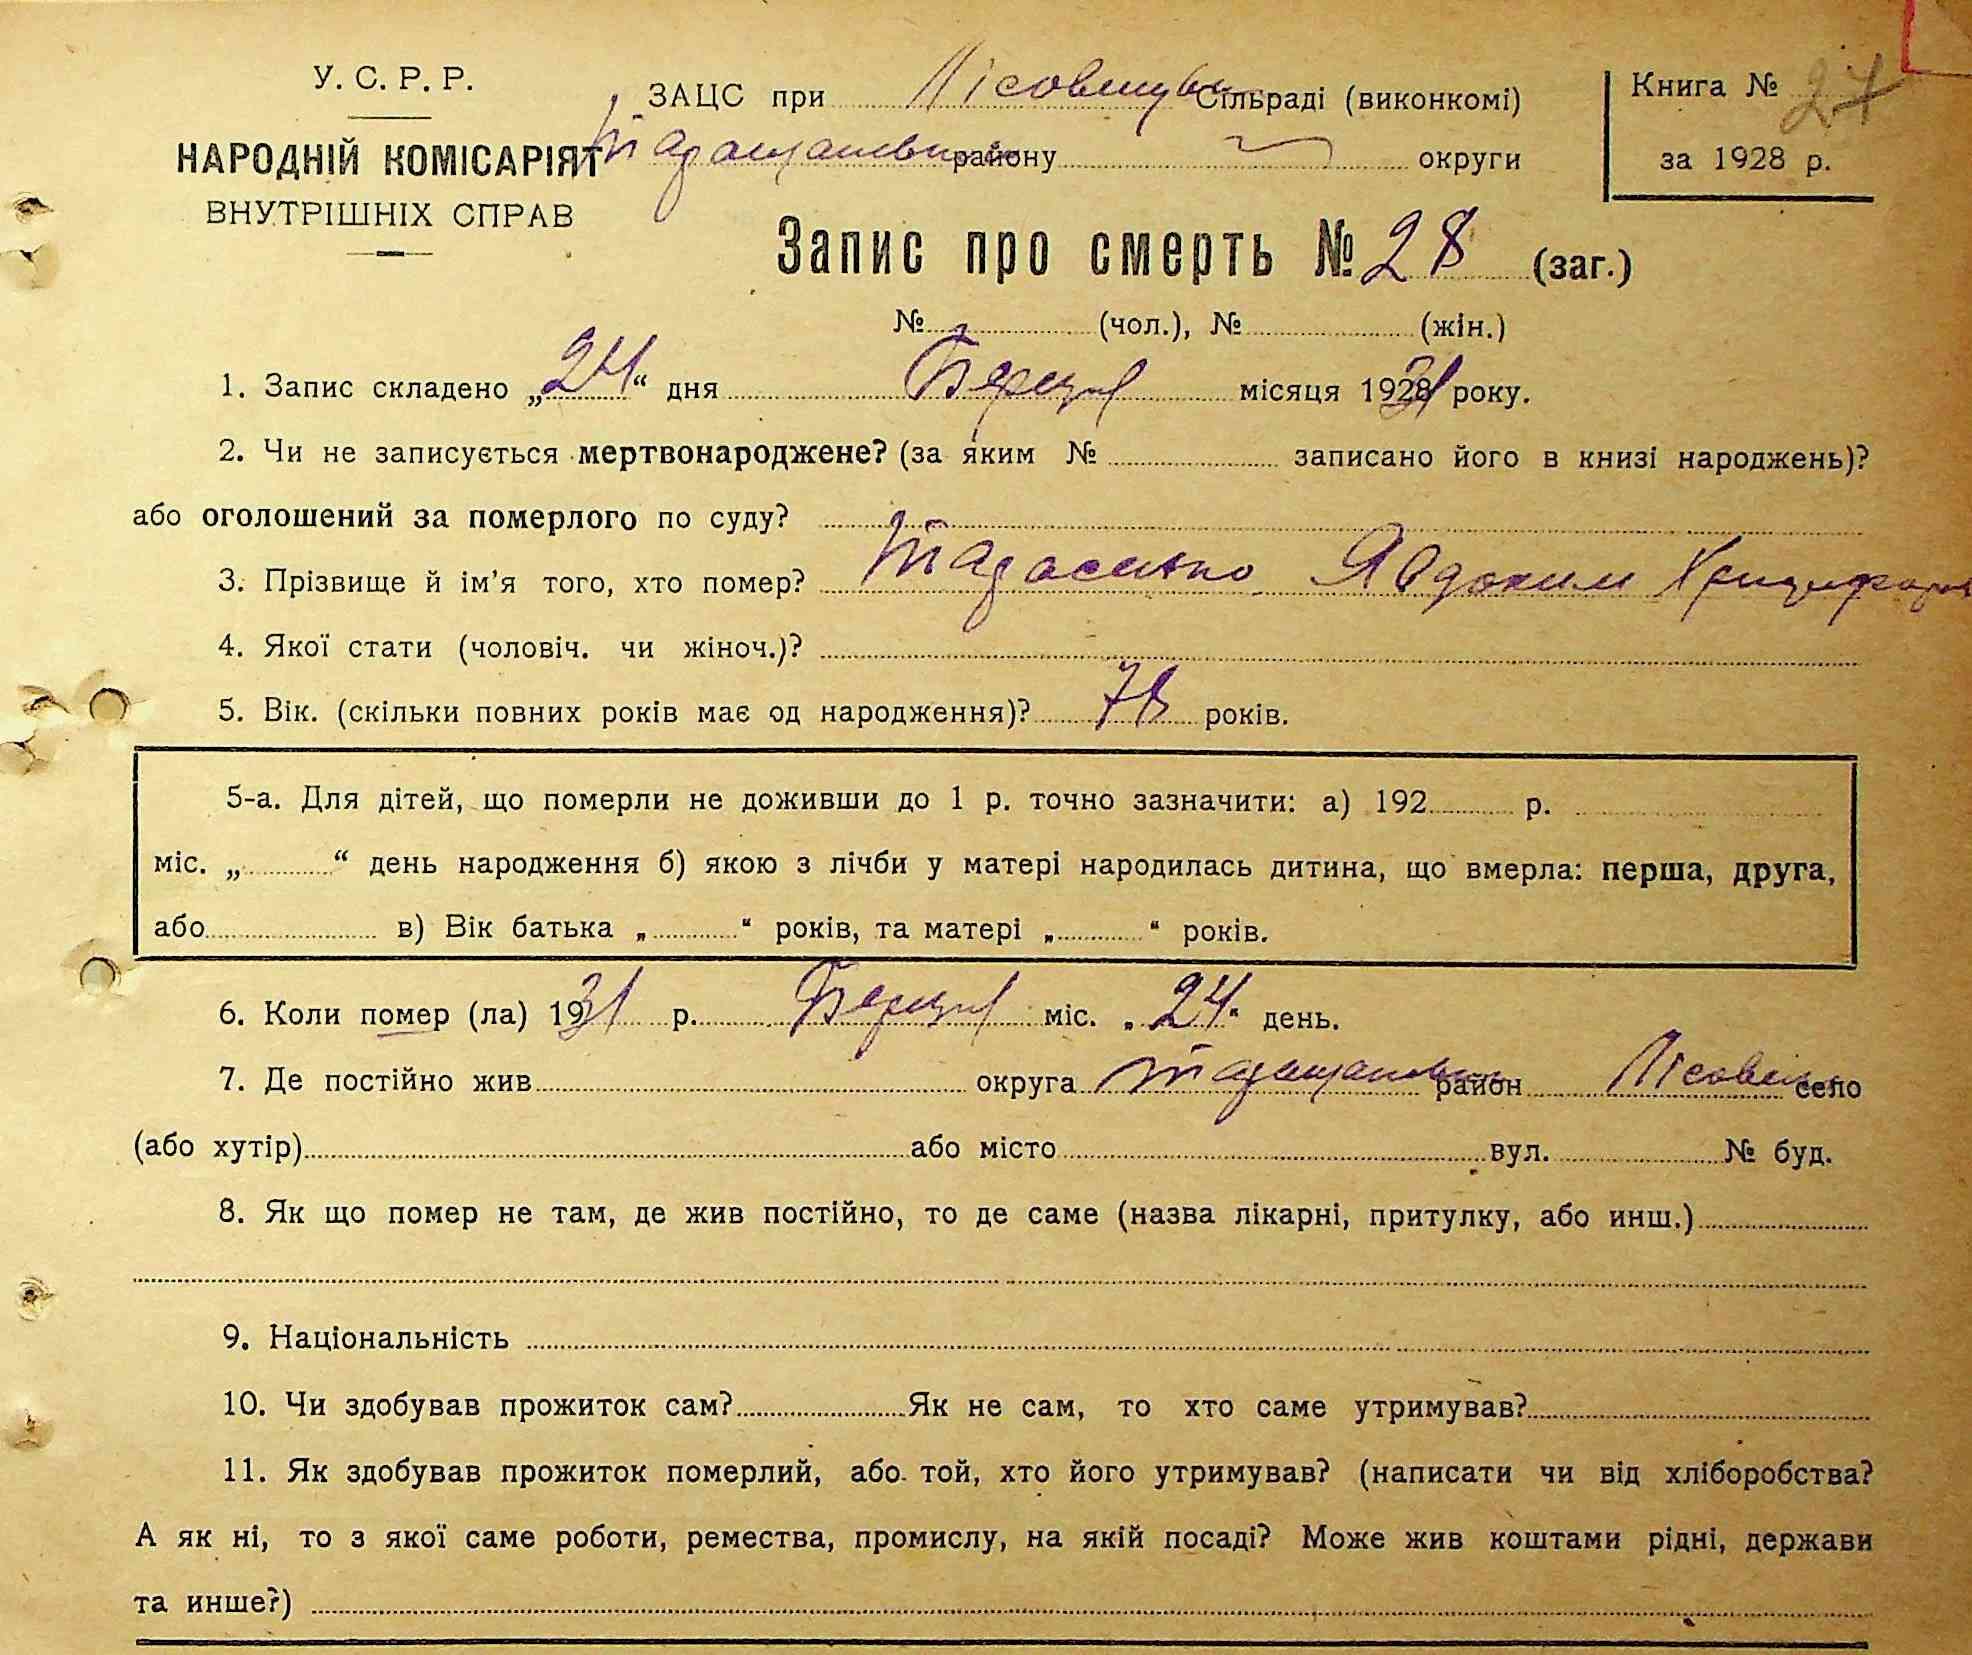 У. С. Р. Р.
НАРОДНІЙ КОМІСАРІЯТ
ВНУТРІШНІХ СПРАВ
ЗАЦС при Сільраді (виконкомі)
Таращанськ району округи
Книга № 27
за 1928 р.
Запис про смерть № 28 (заг.)
№ (чол.), № (жін.)
1. Запис складено „24“ дня місяця 1931 року.
2. Чи не записується мертвонароджене? (за яким № записано його в книзі народжень)?
або оголошений за померлого по суду?
3. Прізвище й ім’я того, хто помер? Тарасенко Явдоким
4. Якої стати (чоловіч. чи жіноч.)?
5. Вік. (скільки повних років має од народження)? 78 років.
5-а. Для дітей, що померли не доживши до 1 р. точно зазначити: а) 192 р.
міс. „ “ день народження б) якою з лічби у матері народилась дитина, що вмерла: перша, друга,
або в) Вік батька „ “ років, та матері „ “ років.
6. Коли помер (ла) 1931 р. міс. „24“ день.
7. Де постійно жив округа Таращанськ район село
(або хутір) або місто вул. № буд.
8. Як що помер не там, де жив постійно, то де саме (назва лікарні, притулку, або инш.)
9. Національність
10. Чи здобував прожиток сам? Як не сам, то хто саме утримував?
11. Як здобував прожиток померлий, або той, хто його утримував? (написати чи від хліборобства?
А як ні, то з якої саме роботи, ремества, промислу, на якій посаді? Може жив коштами рідні, держави
та инше?)